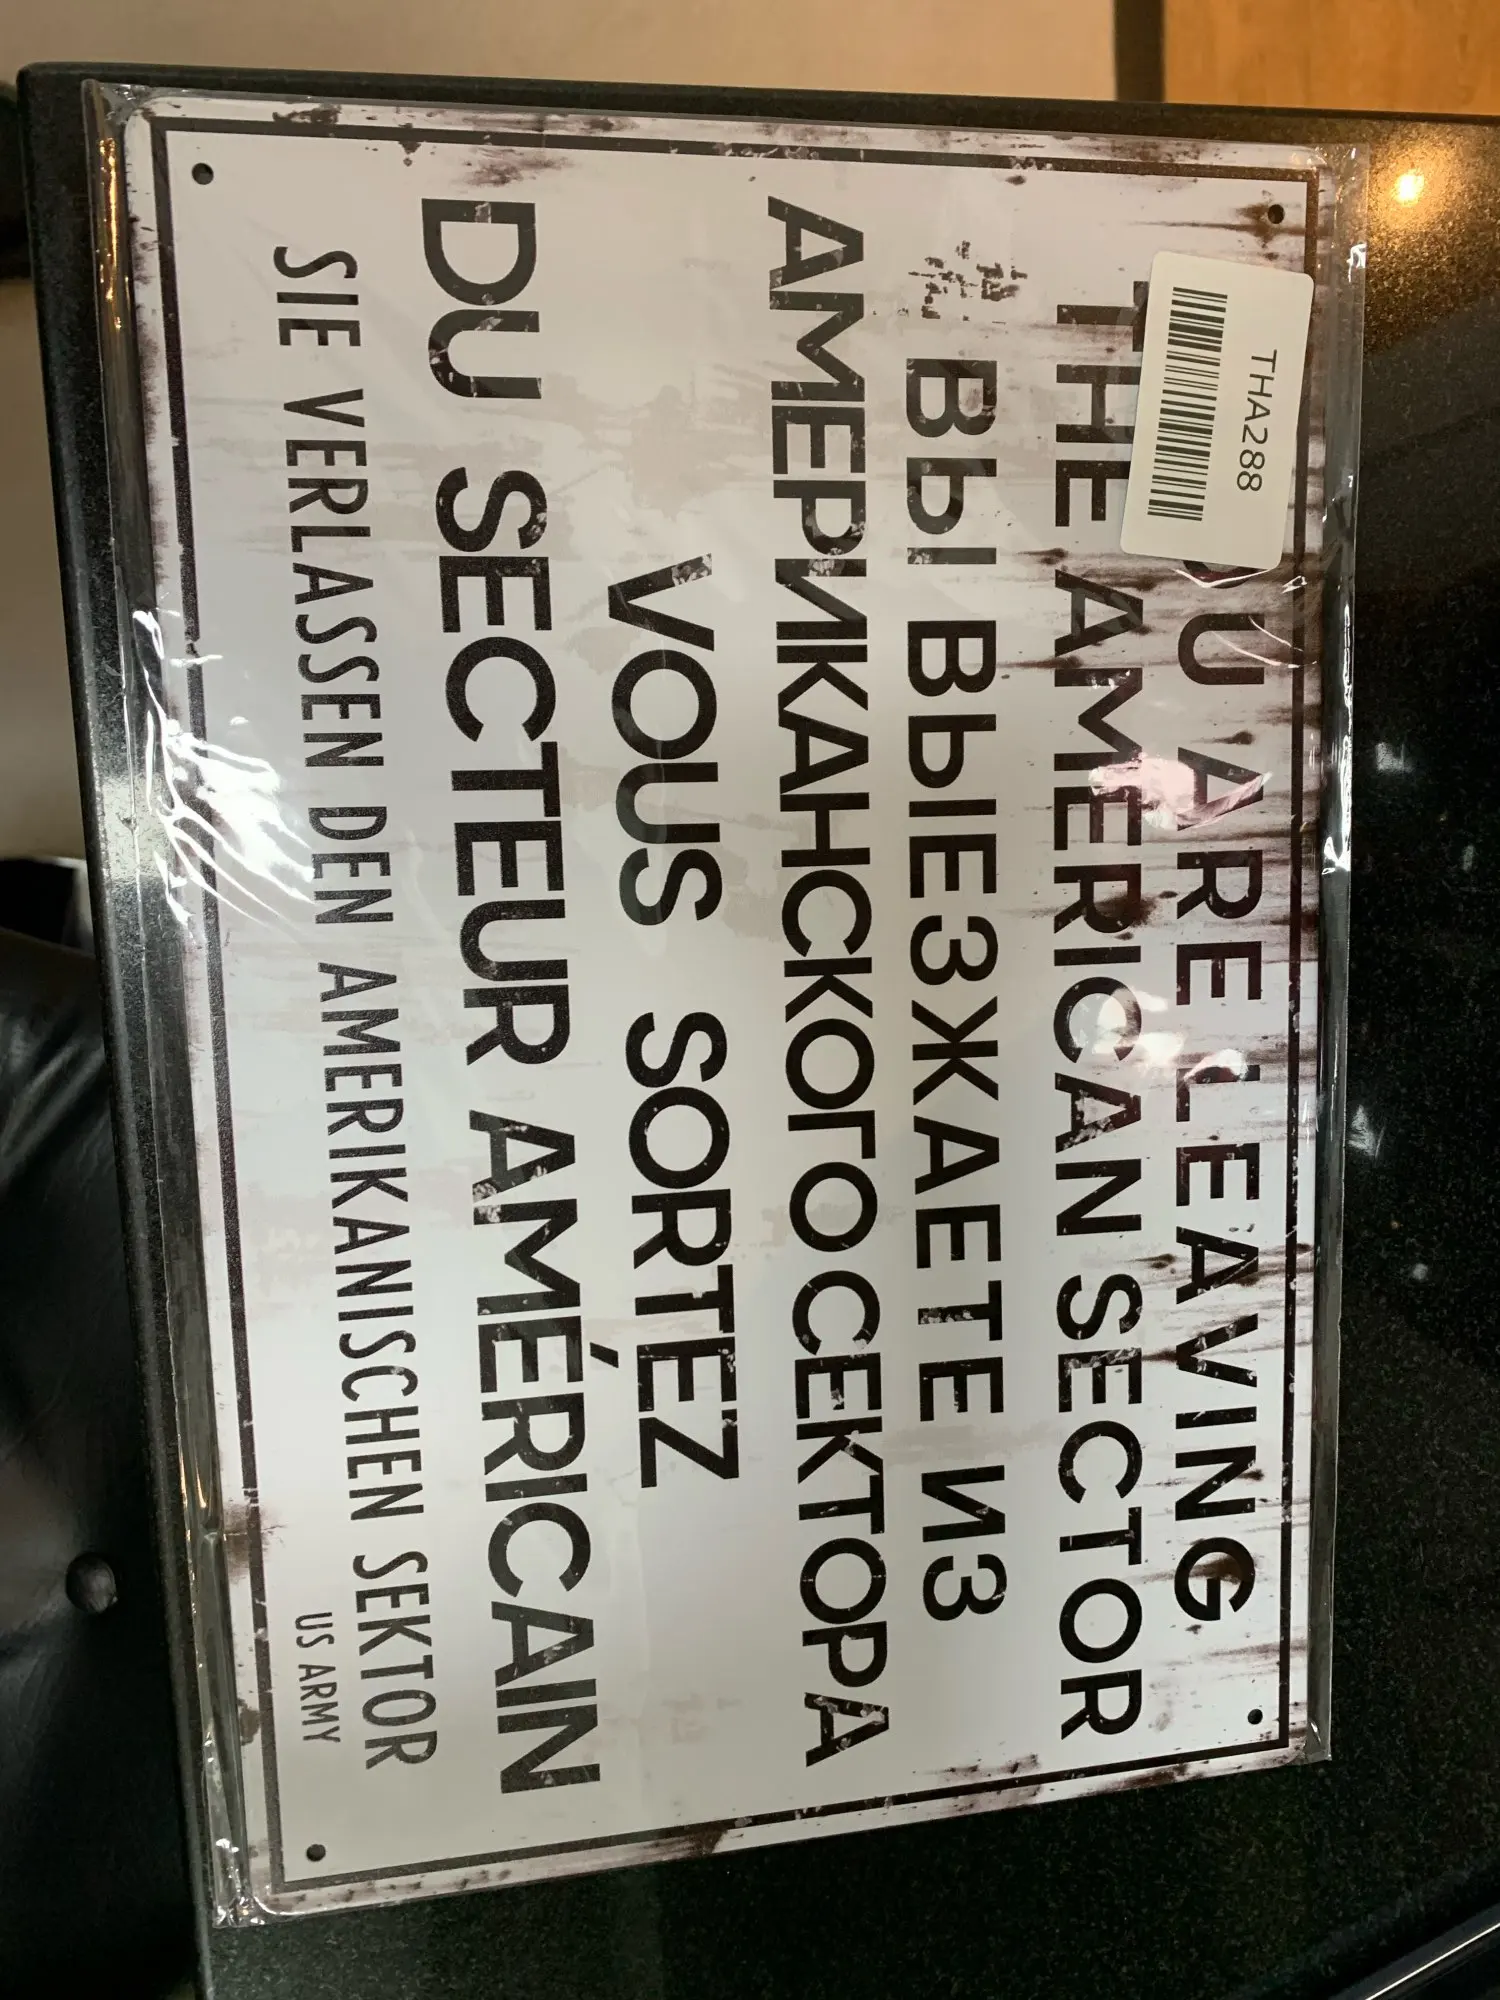 THA288
OU ARE LEAVING
THE AMERICAN SECTOR
ВЫ ВЫЕЗЖАЕТЕ ИЗ
АМЕРИКАНСКОГО СЕКТОРА
VOUS SORTEZ
DU SECTEUR AMÉRICAIN
SIE VERLASSEN DEN AMERIKANISCHEN SEKTOR
US ARMY